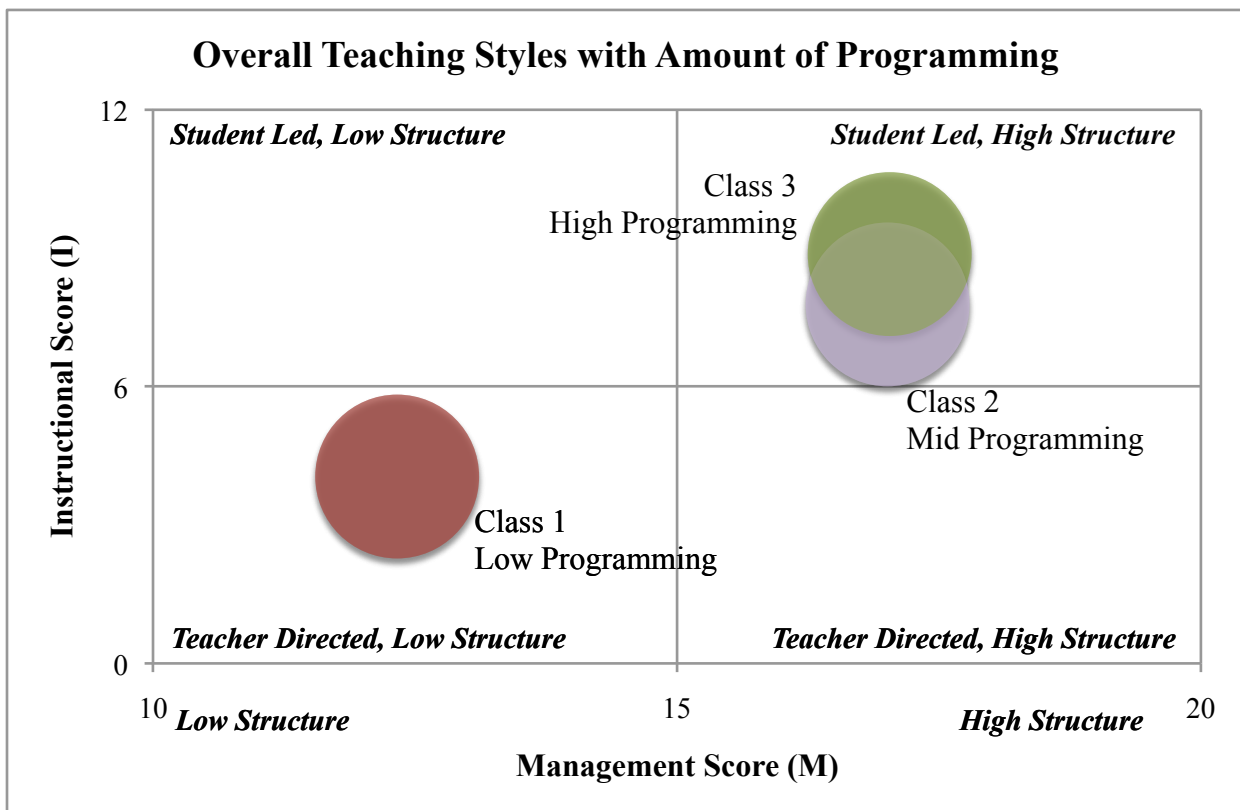 Overall Teaching Styles with Amount of Programming
12
Student Led, Low Structure
Student Led, High Structure
Class 3
High Programming
Instructional Score (I)
6
Class 2
Mid Programming
Class 1
Low Programming
Teacher Directed, Low Structure
Teacher Directed, High Structure
0
10
15
20
Low Structure
High Structure
Management Score (M)